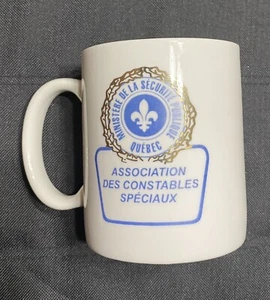 MINISTÈRE DE LA SÉCURITÉ PUBLIQUE
QUÉBEC
ASSOCIATION
DES CONSTABLES
SPÉCIAUX